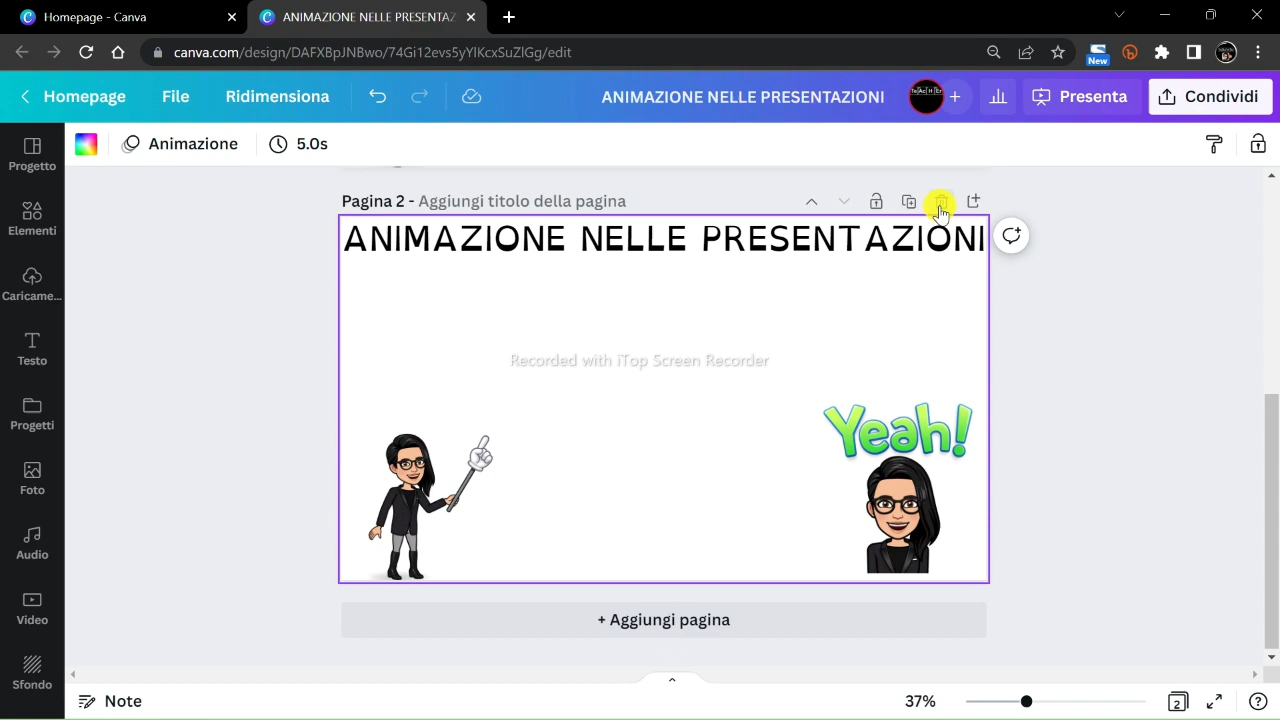 Homepage - Canva
ANIMAZIONE NELLE PRESENTAZ
canva.com/design/DAFXBpJNBwo/74Gi12evs5yYlKcxSuZlGg/edit
New
Homepage
File
Ridimensiona
ANIMAZIONE NELLE PRESENTAZIONI
Presenta
Condividi
Animazione
5.0s
Progetto
Elementi
Caricame...
Testo
Progetti
Foto
Audio
Video
Sfondo
Pagina 2 - Aggiungi titolo della pagina
ANIMAZIONE NELLE PRESENTAZIONI
Recorded with iTop Screen Recorder
Yeah!
+ Aggiungi pagina
Note
37%
2